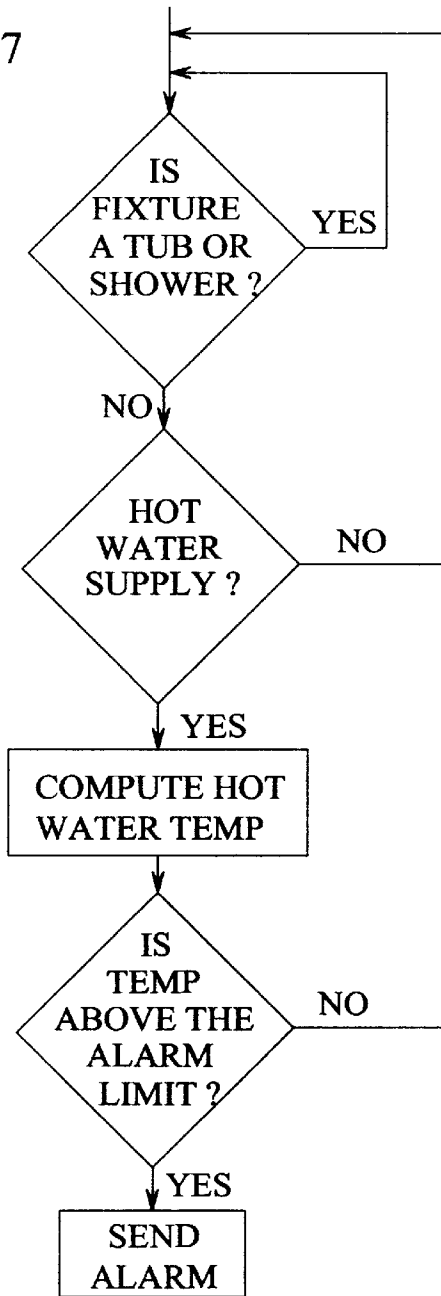 7
IS
FIXTURE
A TUB OR
SHOWER ?
YES
NO
HOT
WATER
SUPPLY ?
NO
YES
COMPUTE HOT
WATER TEMP
IS
TEMP
ABOVE THE
ALARM
LIMIT ?
NO
YES
SEND
ALARM